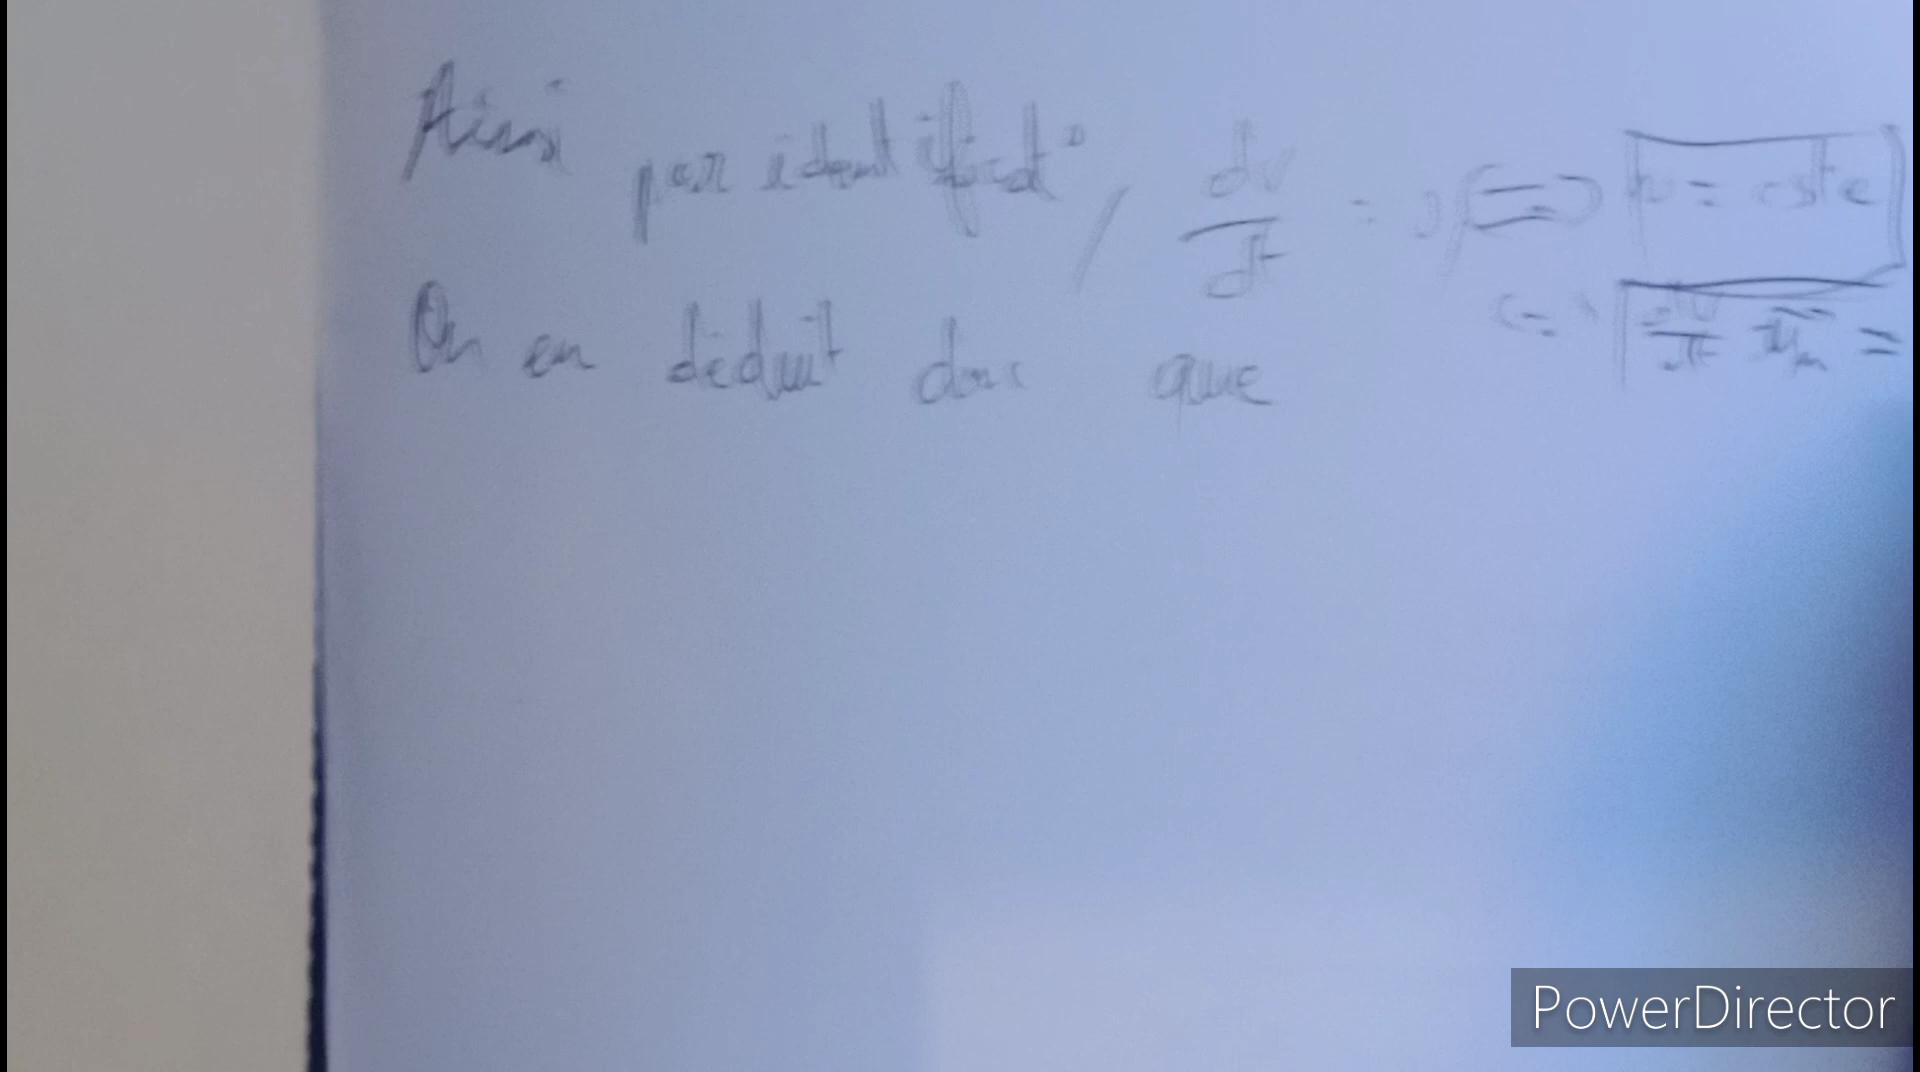 Ainsi par identificat°, dv/dt = 0 <=> v = cste
On en déduit donc que
PowerDirector